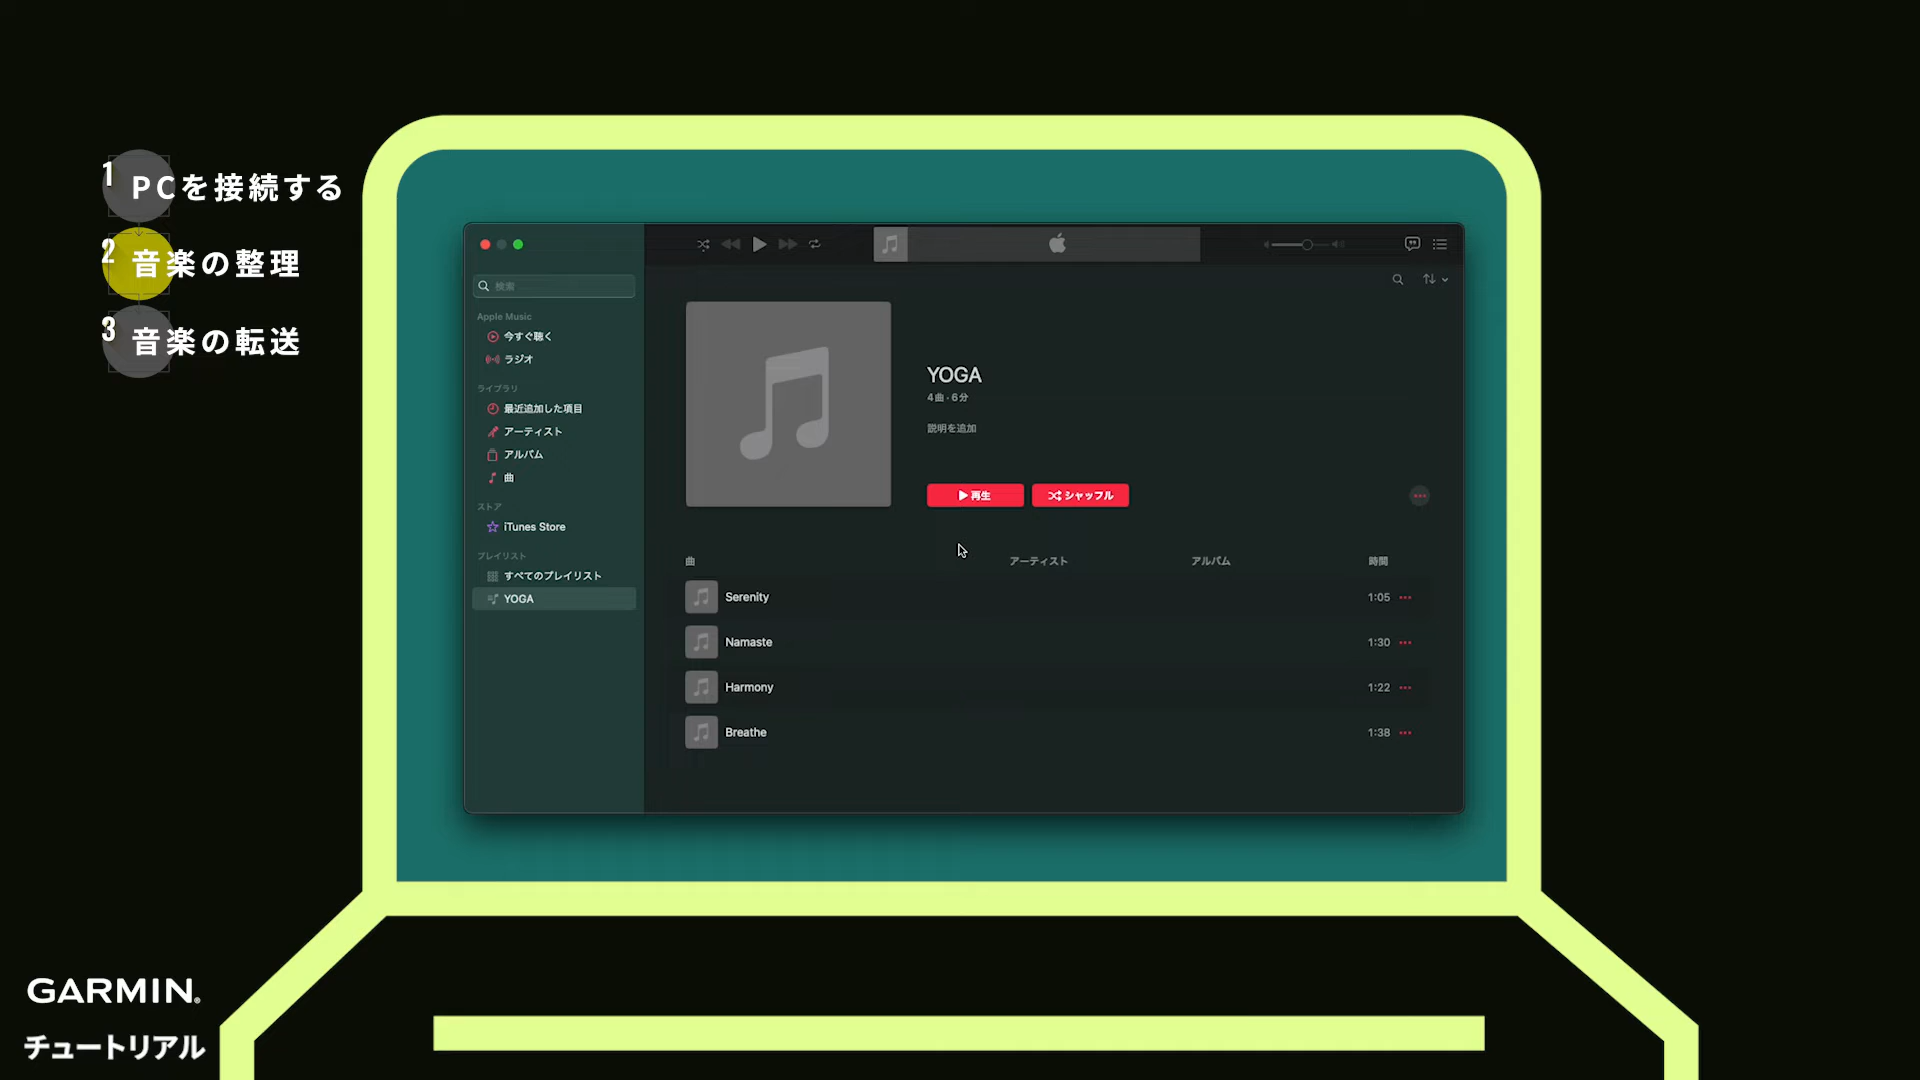 1 PCを接続する
2 音楽の整理
3 音楽の転送
検索
Apple Music
今すぐ聴く
ラジオ
ライブラリ
最近追加した項目
アーティスト
アルバム
曲
ストア
iTunes Store
プレイリスト
すべてのプレイリスト
YOGA
YOGA
4曲・6分
説明を追加
再生 シャッフル
曲 アーティスト アルバム 時間
Serenity 1:05
Namaste 1:30
Harmony 1:22
Breathe 1:38
GARMIN®
チュートリアル